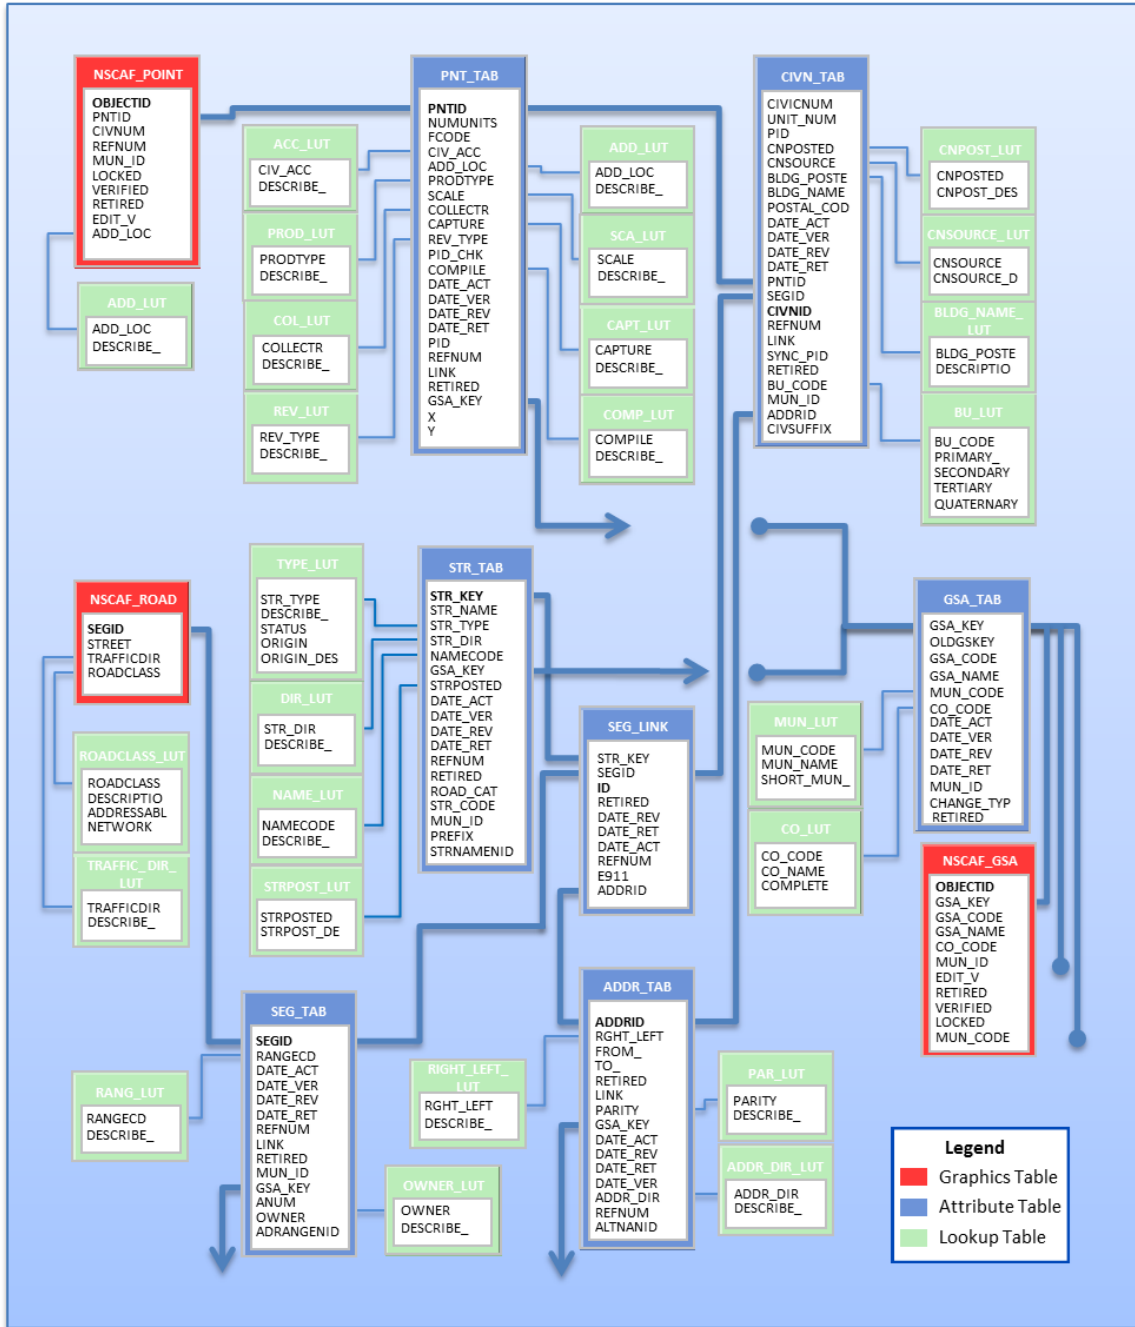 NSCAF_POINT
OBJECTID
PNTID
CIVNUM
REFNUM
MUN_ID
LOCKED
VERIFIED
RETIRED
EDIT_V
ADD_LOC
ADD_LUT
ADD_LOC
DESCRIBE_
ACC_LUT
CIV_ACC
DESCRIBE_
PROD_LUT
PRODTYPE
DESCRIBE_
COL_LUT
COLLECTR
DESCRIBE_
REV_LUT
REV_TYPE
DESCRIBE_
PNT_TAB
PNTID
NUMUNITS
FCODE
CIV_ACC
ADD_LOC
PRODTYPE
SCALE
COLLECTR
CAPTURE
REV_TYPE
PID_CHK
COMPILE
DATE_ACT
DATE_VER
DATE_REV
DATE_RET
PID
REFNUM
LINK
RETIRED
GSA_KEY
X
Y
ADD_LUT
ADD_LOC
DESCRIBE_
SCA_LUT
SCALE
DESCRIBE_
CAPT_LUT
CAPTURE
DESCRIBE_
COMP_LUT
COMPILE
DESCRIBE_
CIVN_TAB
CIVICNUM
UNIT_NUM
PID
CNPOSTED
CNSOURCE
BLDG_POSTE
BLDG_NAME
POSTAL_COD
DATE_ACT
DATE_VER
DATE_REV
DATE_RET
PNTID
SEGID
CIVNID
REFNUM
LINK
SYNC_PID
RETIRED
BU_CODE
MUN_ID
ADDRID
CIVSUFFIX
CNPOST_LUT
CNPOSTED
CNPOST_DES
CNSOURCE_LUT
CNSOURCE
CNSOURCE_D
BLDG_NAME_
LUT
BLDG_POSTE
DESCRIPTIO
BU_LUT
BU_CODE
PRIMARY_
SECONDARY
TERTIARY
QUATERNARY
NSCAF_ROAD
SEGID
STREET
TRAFFICDIR
ROADCLASS
ROADCLASS_LUT
ROADCLASS
DESCRIPTIO
ADDRESSABL
NETWORK
TRAFFIC_DIR_
LUT
TRAFFICDIR
DESCRIBE_
TYPE_LUT
STR_TYPE
DESCRIBE_
STATUS
ORIGIN
ORIGIN_DES
DIR_LUT
STR_DIR
DESCRIBE_
NAME_LUT
NAMECODE
DESCRIBE_
STRPOST_LUT
STRPOSTED
STRPOST_DE
STR_TAB
STR_KEY
STR_NAME
STR_TYPE
STR_DIR
NAMECODE
GSA_KEY
STRPOSTED
DATE_ACT
DATE_VER
DATE_REV
DATE_RET
REFNUM
RETIRED
ROAD_CAT
STR_CODE
MUN_ID
PREFIX
STRNAMENID
SEG_LINK
STR_KEY
SEGID
ID
RETIRED
DATE_REV
DATE_RET
DATE_ACT
REFNUM
E911
ADDRID
MUN_LUT
MUN_CODE
MUN_NAME
SHORT_MUN_
CO_LUT
CO_CODE
CO_NAME
COMPLETE
GSA_TAB
GSA_KEY
OLDGSKEY
GSA_CODE
GSA_NAME
MUN_CODE
CO_CODE
DATE_ACT
DATE_VER
DATE_REV
DATE_RET
MUN_ID
CHANGE_TYP
RETIRED
NSCAF_GSA
OBJECTID
GSA_KEY
GSA_CODE
GSA_NAME
CO_CODE
MUN_ID
EDIT_V
RETIRED
VERIFIED
LOCKED
MUN_CODE
RANG_LUT
RANGECD
DESCRIBE_
SEG_TAB
SEGID
RANGECD
DATE_ACT
DATE_VER
DATE_REV
DATE_RET
REFNUM
LINK
RETIRED
MUN_ID
GSA_KEY
ANUM
OWNER
ADRANGENID
OWNER_LUT
OWNER
DESCRIBE_
RIGHT_LEFT_
LUT
RGHT_LEFT
DESCRIBE_
ADDR_TAB
ADDRID
RGHT_LEFT
FROM_
TO_
RETIRED
LINK
PARITY
GSA_KEY
DATE_ACT
DATE_REV
DATE_RET
DATE_VER
ADDR_DIR
REFNUM
ALTNANID
PAR_LUT
PARITY
DESCRIBE_
ADDR_DIR_LUT
ADDR_DIR
DESCRIBE_
Legend
Graphics Table
Attribute Table
Lookup Table